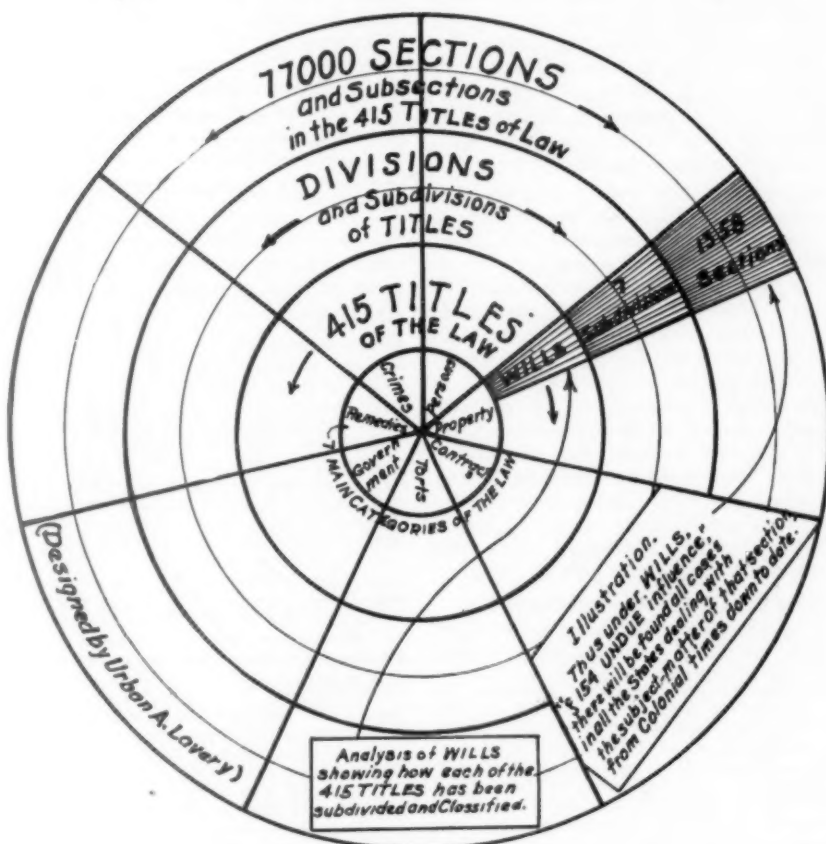 77000 SECTIONS
and Subsections
in the 415 TITLES of Law
DIVISIONS
and Subdivisions
of TITLES
415 TITLES
OF THE LAW
WILLS
7
Subdivisions
1358
Sections
Crimes
Persons
Remedies
Property
Govern
ment
Torts
Contract
s
7 MAIN CATEGORIES OF THE LAW
(Designed by Urban A. Lavery)
Analysis of WILLS
showing how each of the
415 TITLES has been
subdivided and Classified.
Illustration.
Thus under WILLS,
"§ 154 UNDUE influence,"
there will be found all cases
in all the States dealing with
the subject-matter of that section,
from Colonial times down to date.